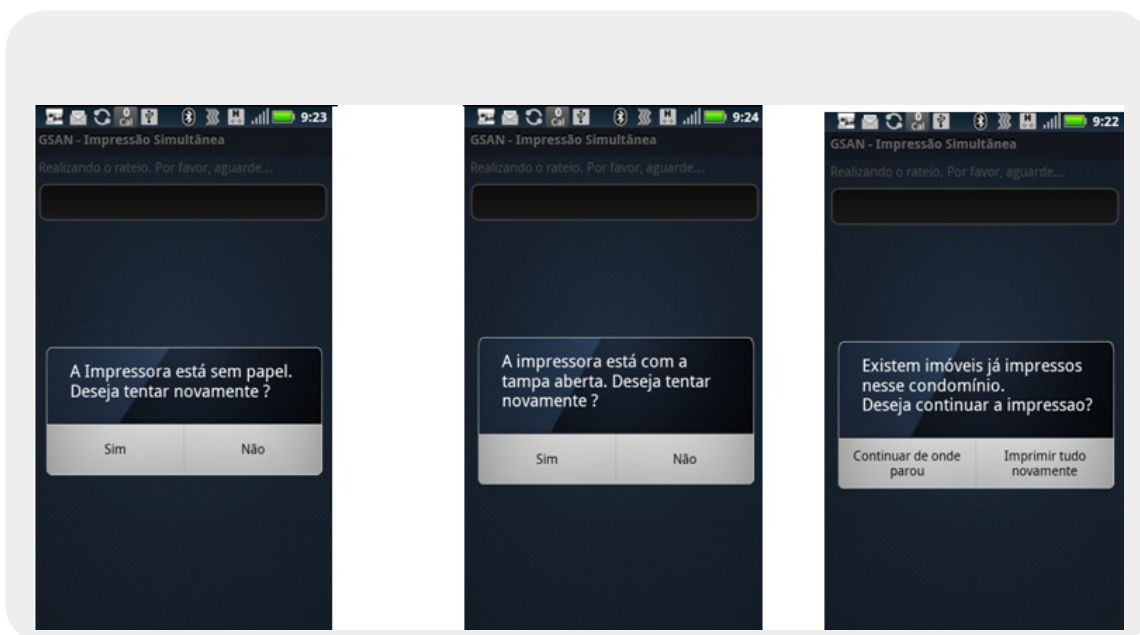 9:23
GSAN - Impressão Simultânea
Realizando o rateio. Por favor, aguarde...
A Impressora está sem papel.
Deseja tentar novamente ?
Sim
Não
9:24
GSAN - Impressão Simultânea
Realizando o rateio. Por favor, aguarde...
A impressora está com a
tampa aberta. Deseja tentar
novamente ?
Sim
Não
9:22
GSAN - Impressão Simultânea
Realizando o rateio. Por favor, aguarde...
Existem imóveis já impressos
nesse condomínio.
Deseja continuar a impressao?
Continuar de onde
parou
Imprimir tudo
novamente